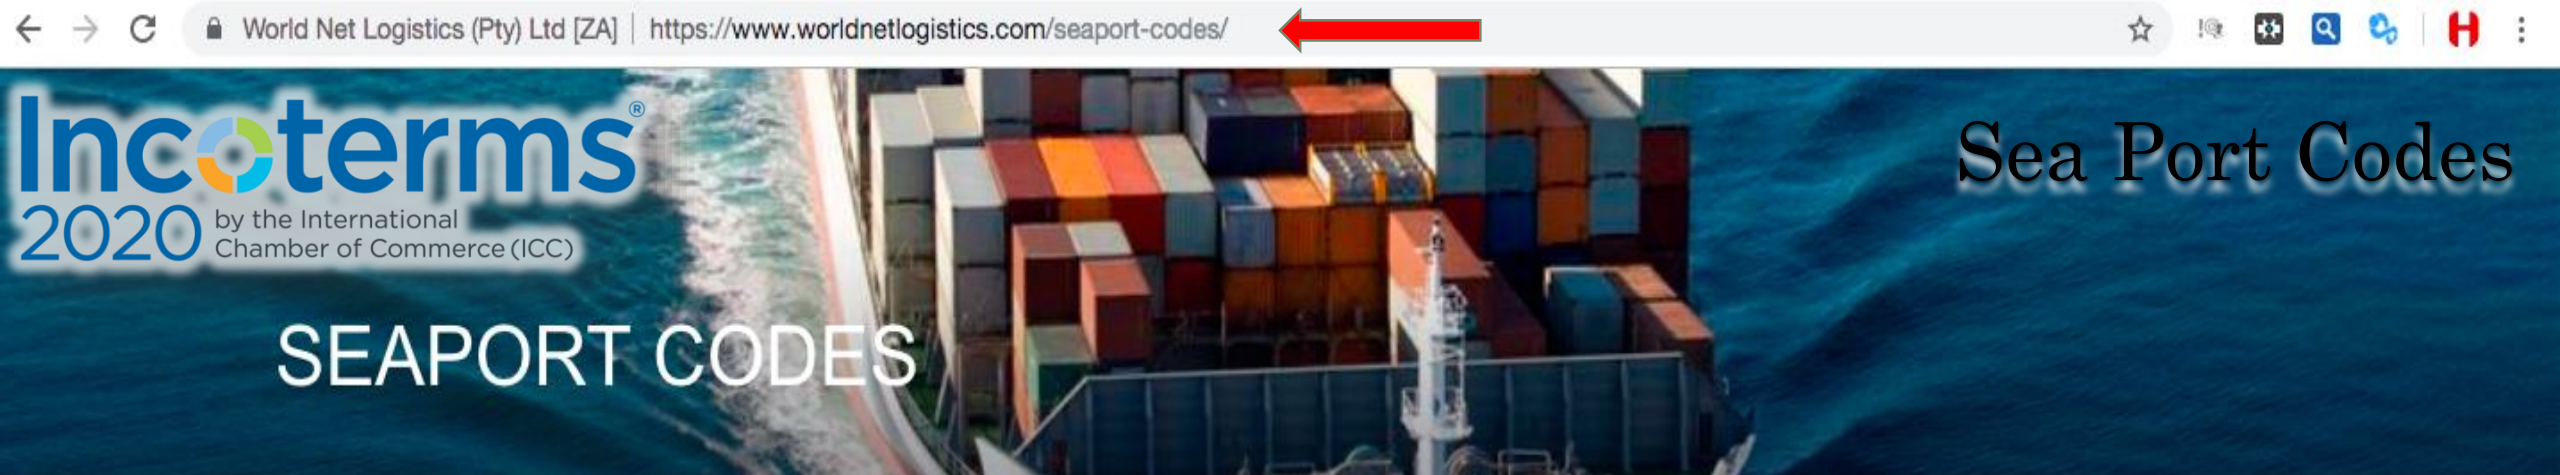 World Net Logistics (Pty) Ltd [ZA] | https://www.worldnetlogistics.com/seaport-codes/
Incoterms®
2020 by the International
Chamber of Commerce (ICC)
Sea Port Codes
SEAPORT CODES